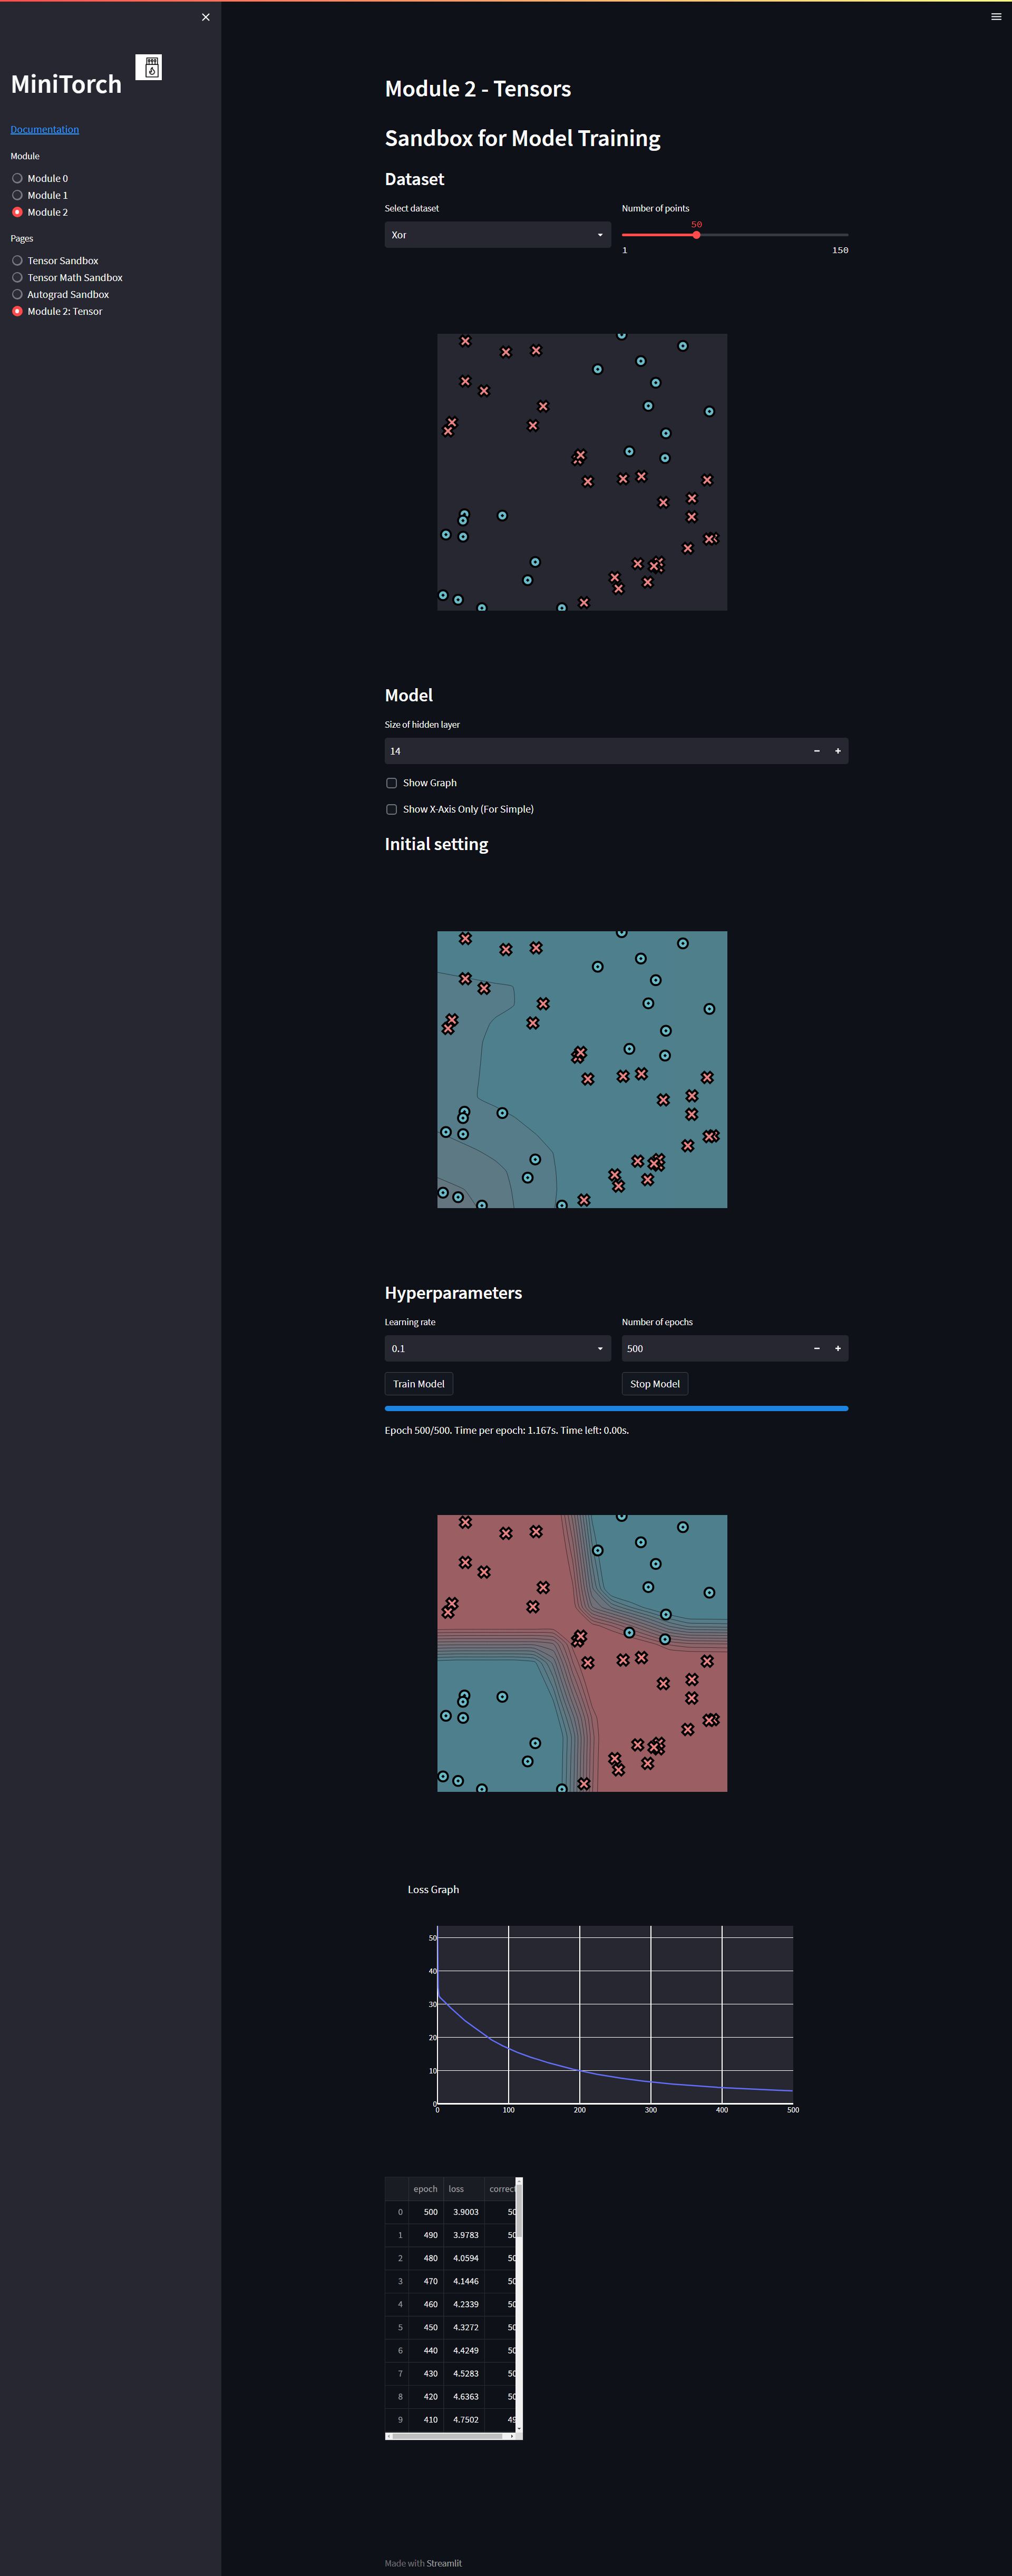 MiniTorch
Documentation
Module
Module 0
Module 1
Module 2
Pages
Tensor Sandbox
Tensor Math Sandbox
Autograd Sandbox
Module 2: Tensor
Module 2 - Tensors
Sandbox for Model Training
Dataset
Select dataset
Number of points
Xor
50
1 150
Model
Size of hidden layer
14
Show Graph
Show X-Axis Only (For Simple)
Initial setting
Hyperparameters
Learning rate
Number of epochs
0.1
500
Train Model
Stop Model
Epoch 500/500. Time per epoch: 1.167s. Time left: 0.00s.
Loss Graph
50
40
30
20
10
0
0 100 200 300 400 500
epoch loss correct
0 500 3.9003 50
1 490 3.9783 50
2 480 4.0594 50
3 470 4.1446 50
4 460 4.2339 50
5 450 4.3272 50
6 440 4.4249 50
7 430 4.5283 50
8 420 4.6363 50
9 410 4.7502 49
Made with Streamlit